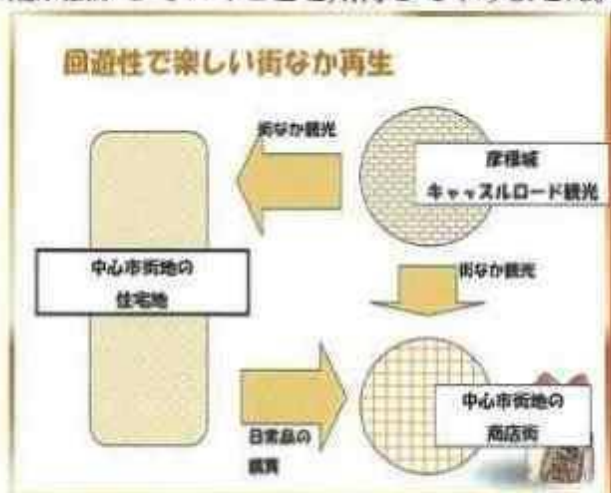 回遊性で楽しい街なか再生
街なか観光
彦根城
キャッスルロード観光
中心市街地の
住宅地
街なか観光
中心市街地の
商店街
日常品の
購買